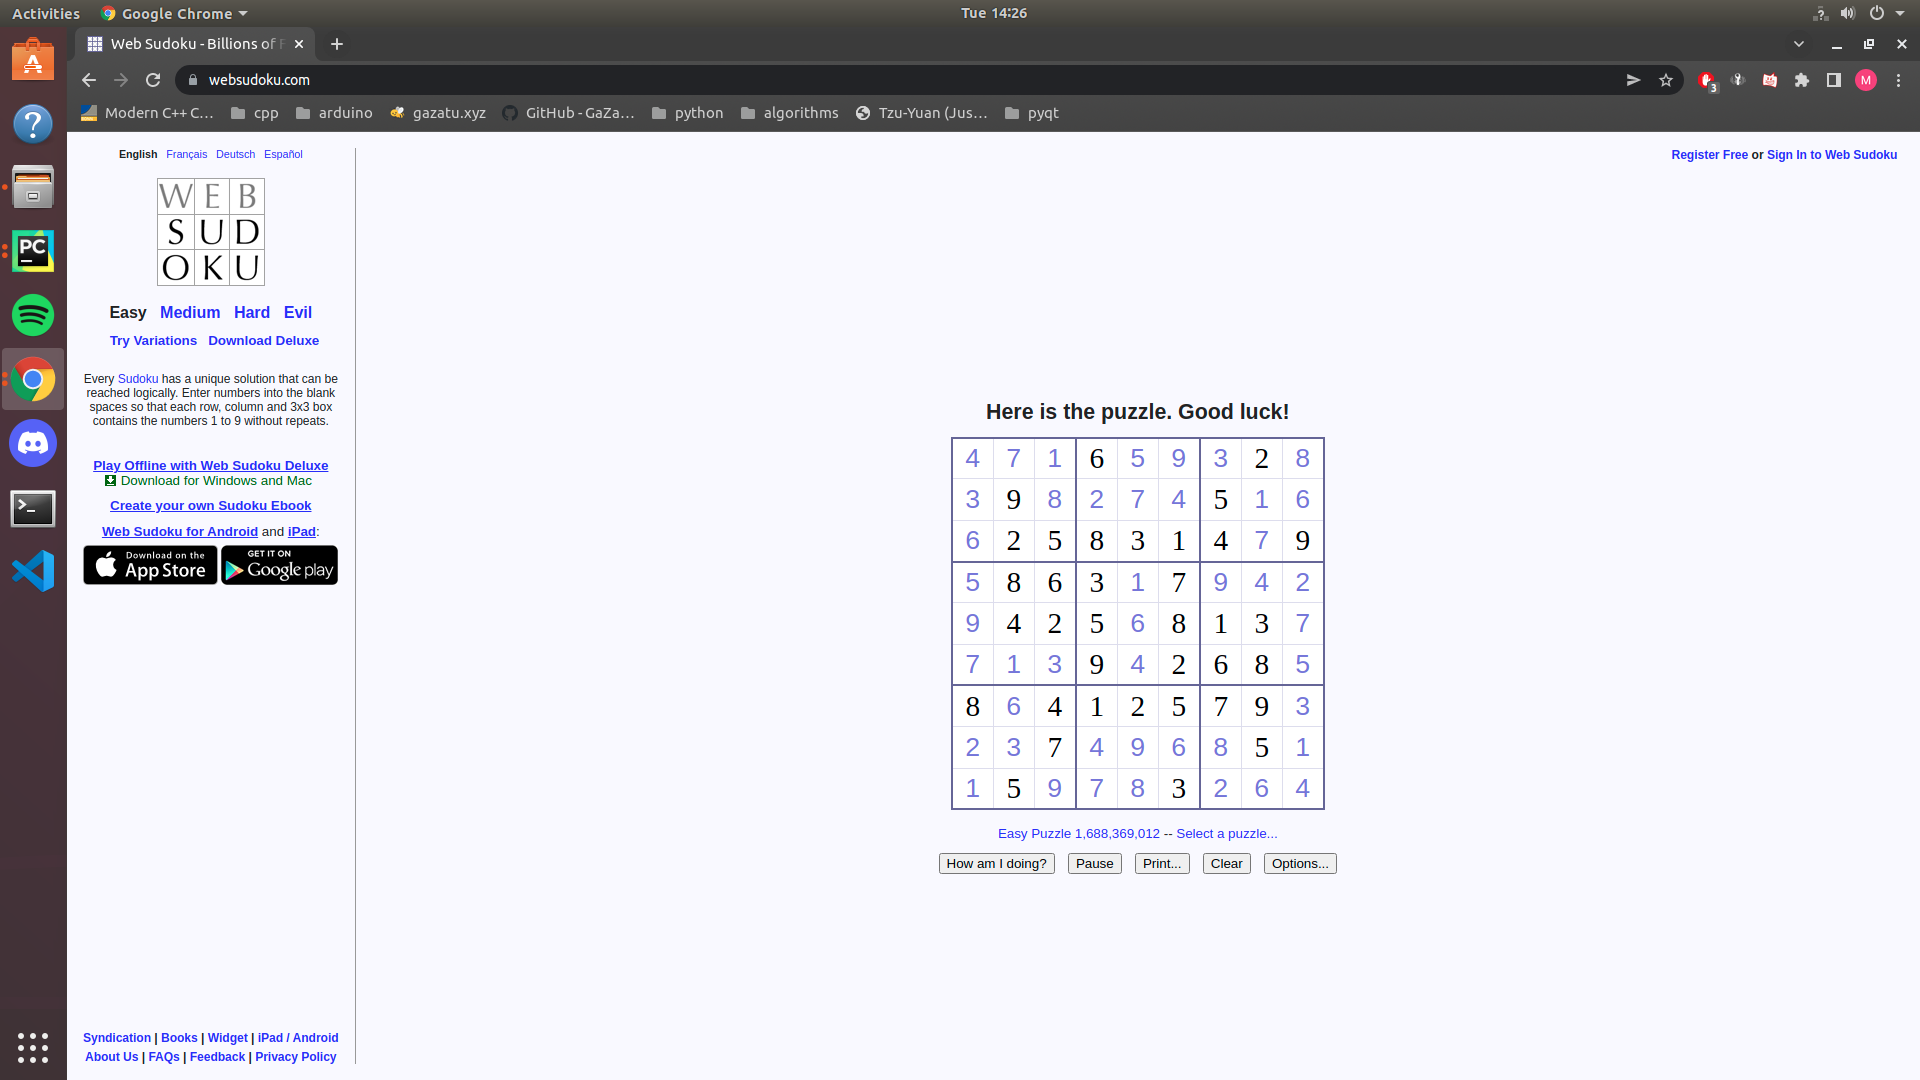 Activities Google Chrome Tue 14:26
Web Sudoku - Billions of F
websudoku.com 3 M
Modern C++ C… cpp arduino gazatu.xyz GitHub - GaZa… python algorithms Tzu-Yuan (Jus… pyqt
English Français Deutsch Español
Register Free or Sign In to Web Sudoku
W E B
S U D
O K U
Easy Medium Hard Evil
Try Variations Download Deluxe
Every Sudoku has a unique solution that can be
reached logically. Enter numbers into the blank
spaces so that each row, column and 3x3 box
contains the numbers 1 to 9 without repeats.
Play Offline with Web Sudoku Deluxe
Download for Windows and Mac
Create your own Sudoku Ebook
Web Sudoku for Android and iPad:
Download on the App Store
GET IT ON Google play
Syndication | Books | Widget | iPad / Android
About Us | FAQs | Feedback | Privacy Policy
Here is the puzzle. Good luck!
4 7 1 6 5 9 3 2 8
3 9 8 2 7 4 5 1 6
6 2 5 8 3 1 4 7 9
5 8 6 3 1 7 9 4 2
9 4 2 5 6 8 1 3 7
7 1 3 9 4 2 6 8 5
8 6 4 1 2 5 7 9 3
2 3 7 4 9 6 8 5 1
1 5 9 7 8 3 2 6 4
Easy Puzzle 1,688,369,012 -- Select a puzzle...
How am I doing? Pause Print... Clear Options...
PC